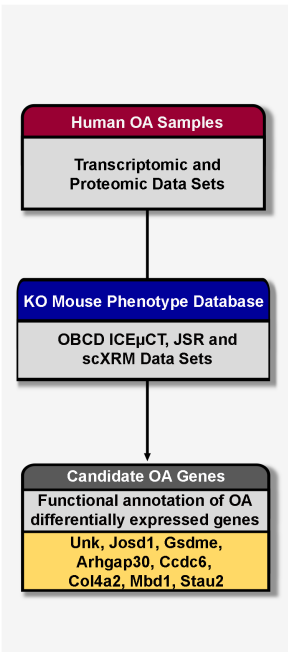 Human OA Samples
Transcriptomic and
Proteomic Data Sets
KO Mouse Phenotype Database
OBCD ICEµCT, JSR and
scXRM Data Sets
Candidate OA Genes
Functional annotation of OA
differentially expressed genes
Unk, Josd1, Gsdme,
Arhgap30, Ccdc6,
Col4a2, Mbd1, Stau2